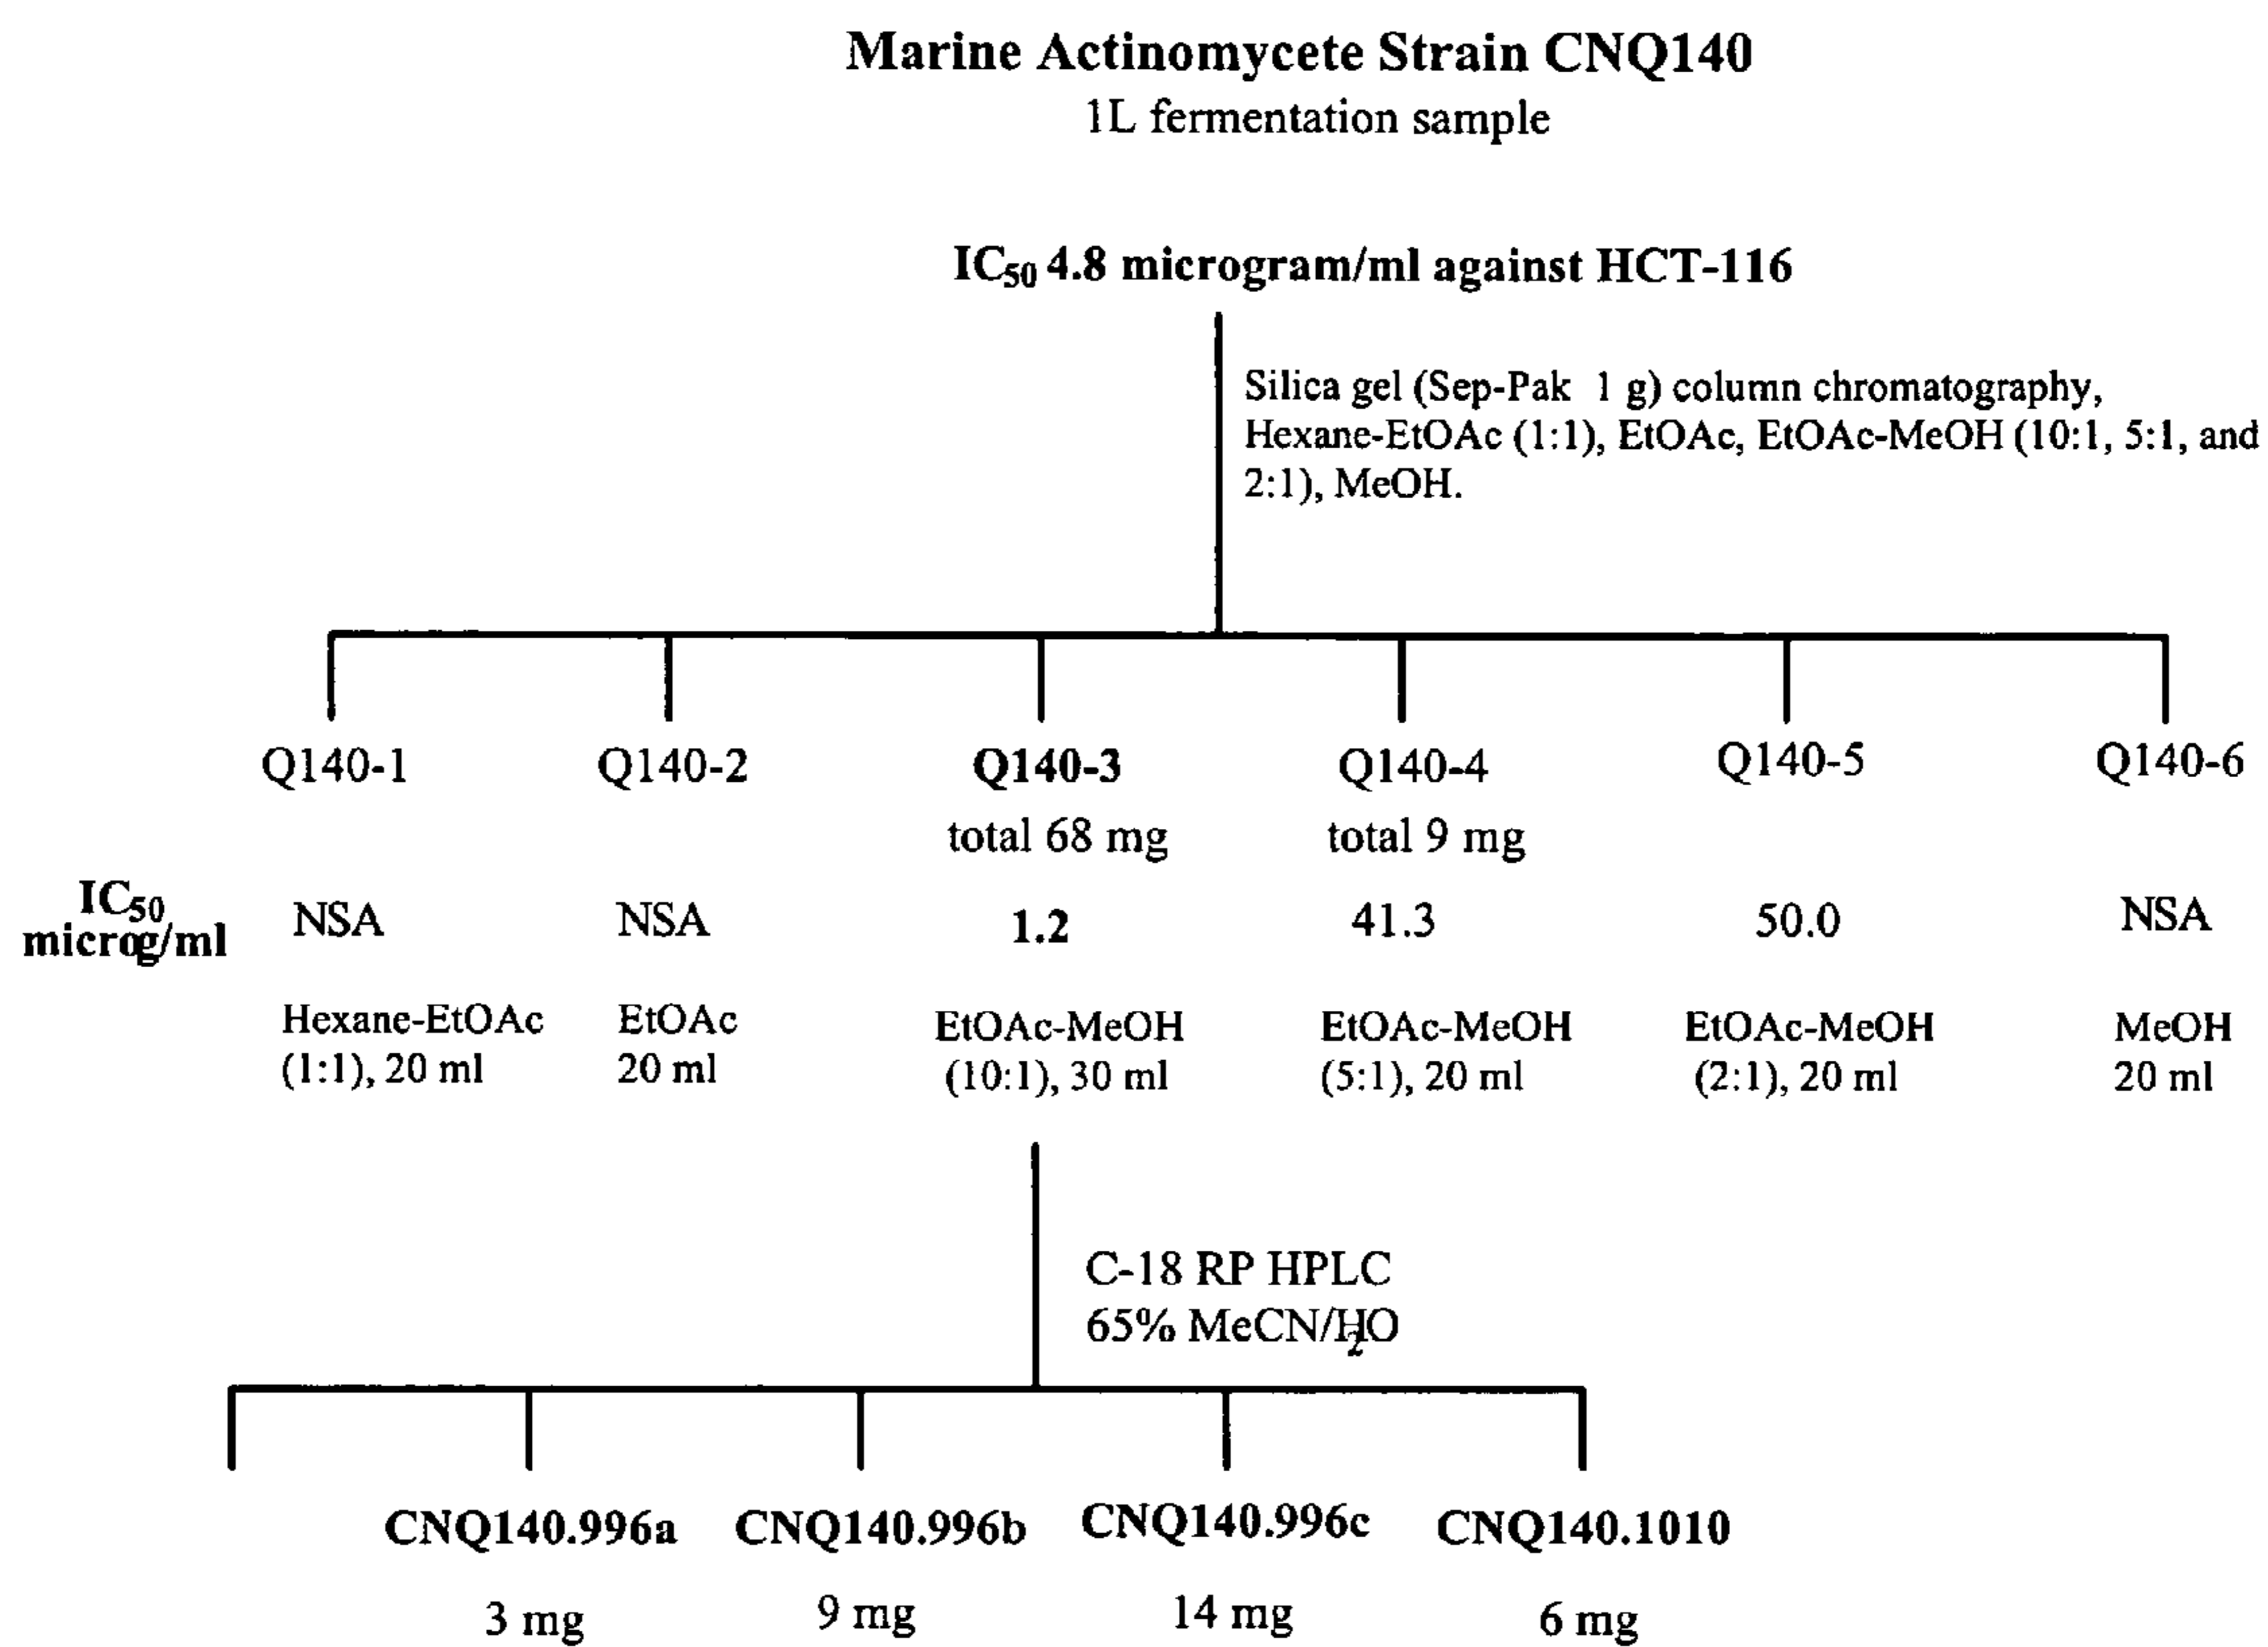 Marine Actinomycete Strain CNQ140
1L fermentation sample
IC50 4.8 microgram/ml against HCT-116
Silica gel (Sep-Pak 1 g) column chromatography,
Hexane-EtOAc (1:1), EtOAc, EtOAc-MeOH (10:1, 5:1, and
2:1), MeOH.
Q140-1 Q140-2 Q140-3 Q140-4 Q140-5 Q140-6
total 68 mg total 9 mg
IC50
microg/ml
NSA NSA 1.2 41.3 50.0 NSA
Hexane-EtOAc EtOAc EtOAc-MeOH EtOAc-MeOH EtOAc-MeOH MeOH
(1:1), 20 ml 20 ml (10:1), 30 ml (5:1), 20 ml (2:1), 20 ml 20 ml
C-18 RP HPLC
65% MeCN/H2O
CNQ140.996a CNQ140.996b CNQ140.996c CNQ140.1010
3 mg 9 mg 14 mg 6 mg